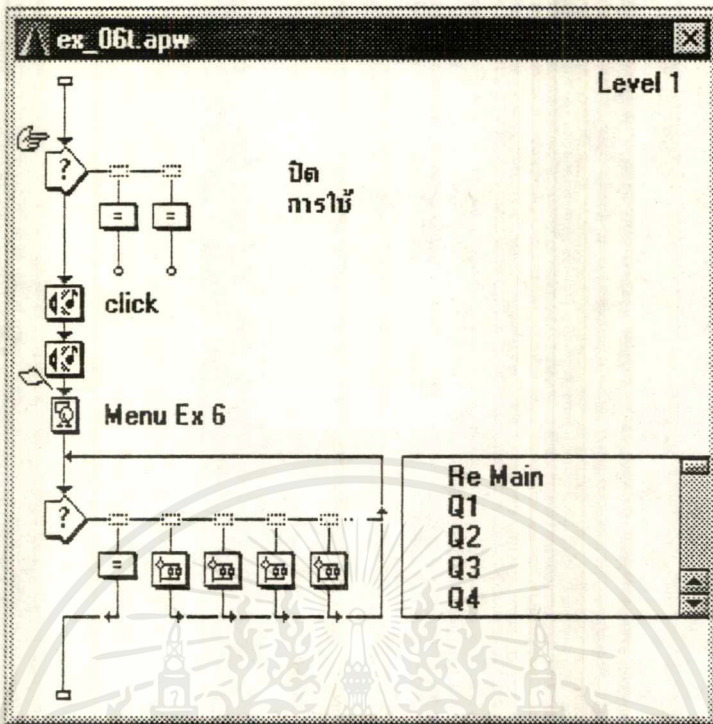 ex_06t.apw
Level 1
ปิด
การใช้
click
Menu Ex 6
Re Main
Q1
Q2
Q3
Q4